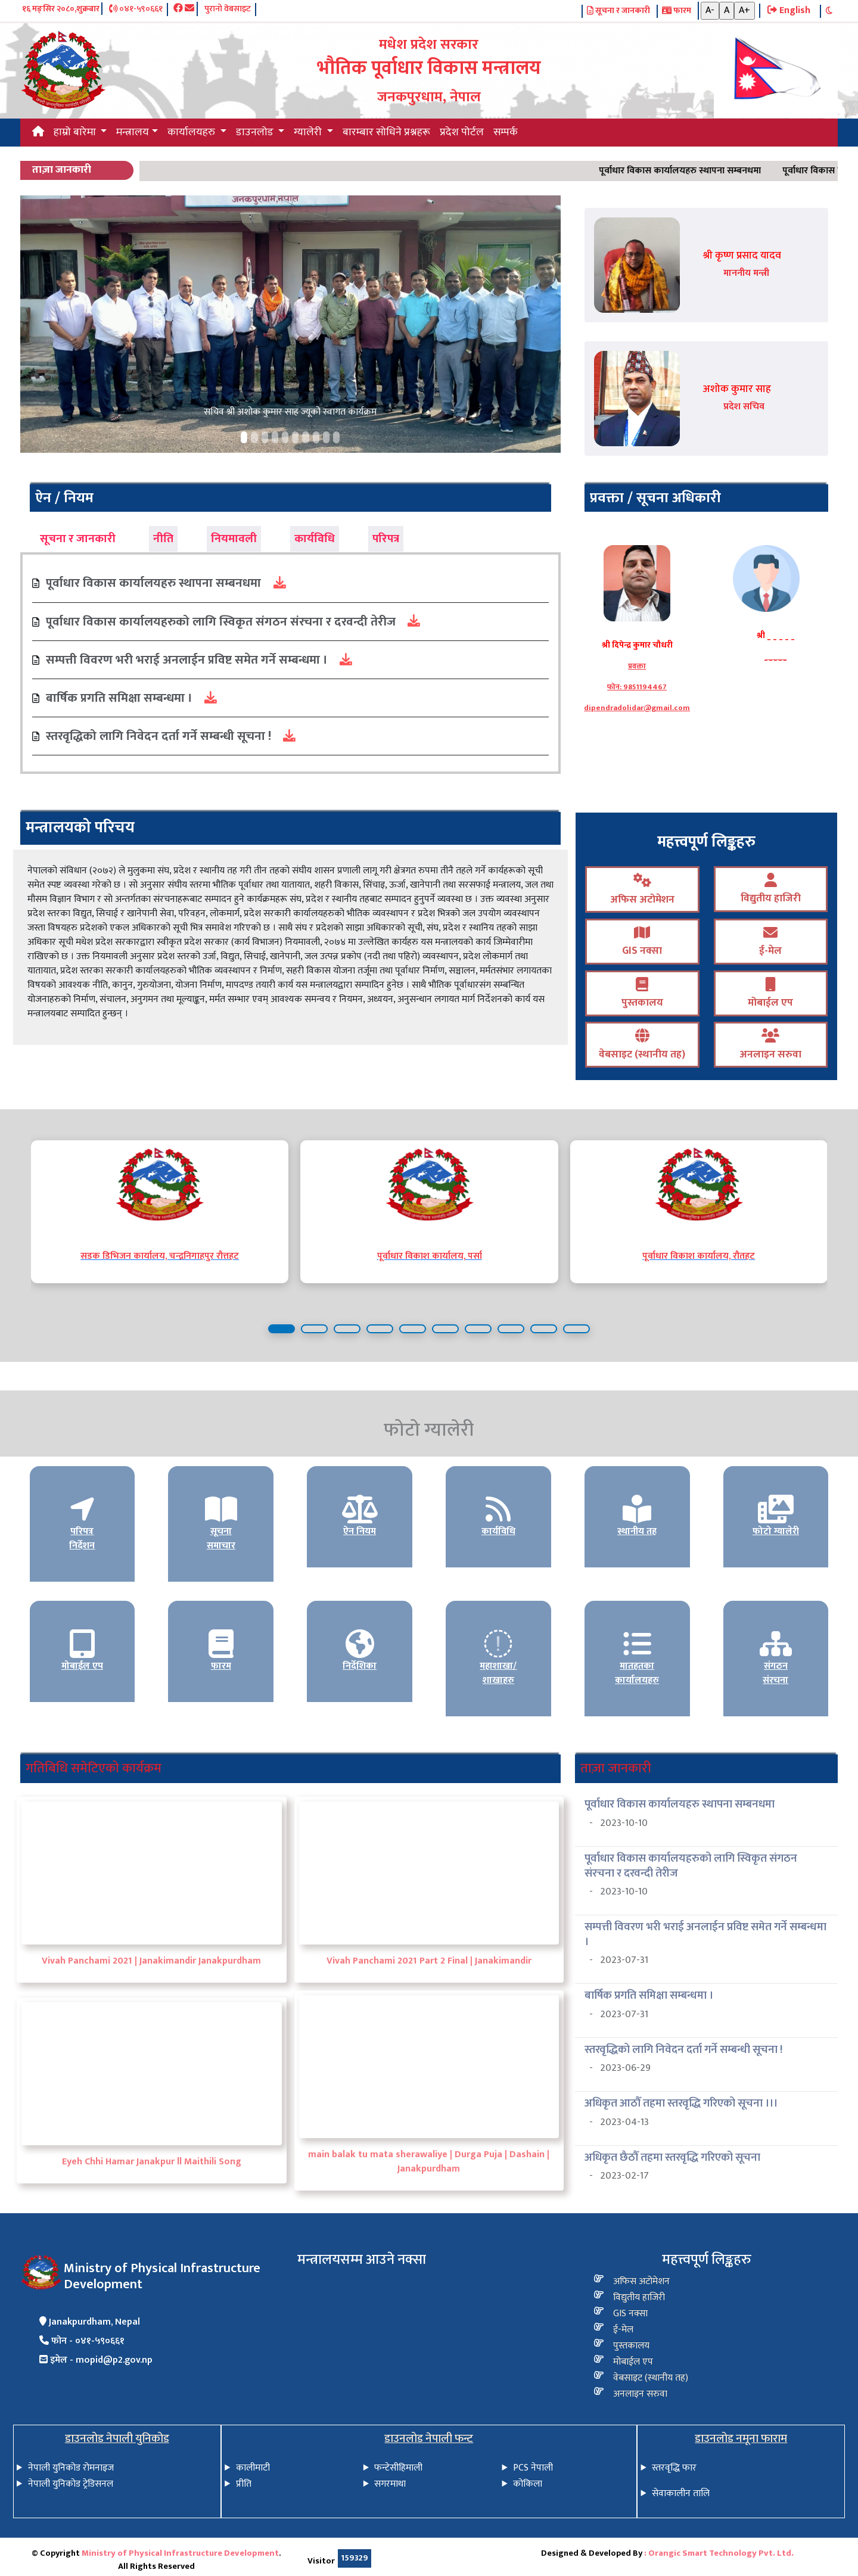 १६ मङ्सिर २०८०,शुक्रबार
०४१-५९०६६१
पुरानो वेबसाइट
सूचना र जानकारी
फारम
A- A A+
English
मधेश प्रदेश सरकार
भौतिक पूर्वाधार विकास मन्त्रालय
जनकपुरधाम, नेपाल
हाम्रो बारेमा
मन्त्रालय
कार्यालयहरु
डाउनलोड
ग्यालेरी
बारम्बार सोधिने प्रश्नहरू
प्रदेश पोर्टल
सम्पर्क
ताज़ा जानकारी
पूर्वाधार विकास कार्यालयहरु स्थापना सम्बनधमा
पूर्वाधार विकास
जनकपुरधाम,नेपाल
सचिव श्री अशोक कुमार साह ज्यूको स्वागत कार्यक्रम
श्री कृष्ण प्रसाद यादव
माननीय मन्त्री
अशोक कुमार साह
प्रदेश सचिव
ऐन / नियम
सूचना र जानकारी
नीति
नियमावली
कार्यविधि
परिपत्र
पूर्वाधार विकास कार्यालयहरु स्थापना सम्बनधमा
पूर्वाधार विकास कार्यालयहरुको लागि स्विकृत संगठन संरचना र दरवन्दी तेरीज
सम्पत्ती विवरण भरी भराई अनलाईन प्रविष्ट समेत गर्ने सम्बन्धमा ।
बार्षिक प्रगति समिक्षा सम्बन्धमा ।
स्तरवृद्धिको लागि निवेदन दर्ता गर्ने सम्बन्धी सूचना !
प्रवक्ता / सूचना अधिकारी
श्री दिपेन्द्र कुमार चौधरी
प्रवक्ता
फोन: 9851194467
dipendradolidar@gmail.com
श्री _ _ _ _ _
_____
मन्त्रालयको परिचय
नेपालको संविधान (२०७२) ले मुलुकमा संघ, प्रदेश र स्थानीय तह गरी तीन तहको संघीय शासन प्रणाली लागू गरी क्षेत्रगत रुपमा तीनै तहले गर्ने कार्यहरूको सूची
समेत स्पष्ट व्यवस्था गरेको छ । सो अनुसार संघीय स्तरमा भौतिक पूर्वाधार तथा यातायात, शहरी विकास, सिंचाइ, ऊर्जा, खानेपानी तथा सरसफाई मन्त्रालय, जल तथा
मौसम विज्ञान विभाग र सो अन्तर्गतका संरचनाहरूबाट सम्पादन हुने कार्यक्रमहरू संघ, प्रदेश र स्थानीय तहबाट सम्पादन हुनुपर्ने व्यवस्था छ । उक्त व्यवस्था अनुसार
प्रदेश स्तरका विद्युत, सिचाई र खानेपानी सेवा, परिवहन, लोकमार्ग, प्रदेश सरकारी कार्यालयहरुको भौतिक व्यवस्थापन र प्रदेश भित्रको जल उपयोग व्यवस्थापन
जस्ता विषयहरु प्रदेशको एकल अधिकारको सूची भित्र समावेश गरिएको छ । साथै संघ र प्रदेशको साझा अधिकारको सूची, संघ, प्रदेश र स्थानिय तहको साझा
अधिकार सूची मधेश प्रदेश सरकारद्वारा स्वीकृत प्रदेश सरकार (कार्य विभाजन) नियमावली, २०७४ मा उल्लेखित कार्यहरु यस मन्त्रालयको कार्य जिम्मेवारीमा
राखिएको छ । उक्त नियमावली अनुसार प्रदेश स्तरको उर्जा, विद्युत, सिचाई, खानेपानी, जल उत्पन्न प्रकोप (नदी तथा पहिरो) व्यवस्थापन, प्रदेश लोकमार्ग तथा
यातायात, प्रदेश स्तरका सरकारी कार्यालयहरुको भौतिक व्यवस्थापन र निर्माण, सहरी विकास योजना तर्जूमा तथा पूर्वाधार निर्माण, सञ्चालन, मर्मतसंभार लगायतका
विषयको आवश्यक नीति, कानुन, गुरुयोजना, योजना निर्माण, मापदण्ड तयारी कार्य यस मन्त्रालयद्वारा सम्पादित हुनेछ । साथै भौतिक पूर्वाधारसंग सम्बन्धित
योजनाहरुको निर्माण, संचालन, अनुगमन तथा मूल्याङ्कन, मर्मत सम्भार एवम् आवश्यक समन्वय र नियमन, अध्ययन, अनुसन्धान लगायत मार्ग निर्देशनको कार्य यस
मन्त्रालयबाट सम्पादित हुन्छन् ।
महत्त्वपूर्ण लिङ्कहरु
अफिस अटोमेशन
विद्युतीय हाजिरी
GIS नक्सा
ई-मेल
पुस्तकालय
मोबाईल एप
वेबसाइट (स्थानीय तह)
अनलाइन सरुवा
सडक डिभिजन कार्यालय, चन्द्रनिगाहपुर रौत्तहट
पूर्वाधार विकाश कार्यालय, पर्सा
पूर्वाधार विकाश कार्यालय, रौतहट
फोटो ग्यालेरी
परिपत्र
निर्देशन
सूचना
समाचार
ऐन नियम
कार्यविधि
स्थानीय तह
फोटो ग्यालेरी
मोबाईल एप
फारम
निर्देशिका
महाशाखा/
शाखाहरु
मातहतका
कार्यालयहरु
संगठन
संरचना
गतिबिधि समेटिएको कार्यक्रम
Vivah Panchami 2021 | Janakimandir Janakpurdham
Vivah Panchami 2021 Part 2 Final | Janakimandir
Eyeh Chhi Hamar Janakpur ll Maithili Song
main balak tu mata sherawaliye | Durga Puja | Dashain |
Janakpurdham
ताज़ा जानकारी
पूर्वाधार विकास कार्यालयहरु स्थापना सम्बनधमा
- 2023-10-10
पूर्वाधार विकास कार्यालयहरुको लागि स्विकृत संगठन
संरचना र दरवन्दी तेरीज
- 2023-10-10
सम्पत्ती विवरण भरी भराई अनलाईन प्रविष्ट समेत गर्ने सम्बन्धमा
।
- 2023-07-31
बार्षिक प्रगति समिक्षा सम्बन्धमा ।
- 2023-07-31
स्तरवृद्धिको लागि निवेदन दर्ता गर्ने सम्बन्धी सूचना !
- 2023-06-29
अधिकृत आठौँ तहमा स्तरवृद्धि गरिएको सूचना ।।।
- 2023-04-13
अधिकृत छैठौँ तहमा स्तरवृद्धि गरिएको सूचना
- 2023-02-17
Ministry of Physical Infrastructure
Development
Janakpurdham, Nepal
फोन - ०४१-५९०६६१
इमेल - mopid@p2.gov.np
मन्त्रालयसम्म आउने नक्सा
महत्त्वपूर्ण लिङ्कहरु
अफिस अटोमेशन
विद्युतीय हाजिरी
GIS नक्सा
ई-मेल
पुस्तकालय
मोबाईल एप
वेबसाइट (स्थानीय तह)
अनलाइन सरुवा
डाउनलोड नेपाली युनिकोड
नेपाली युनिकोड रोमनाइज
नेपाली युनिकोड ट्रेडिसनल
डाउनलोड नेपाली फन्ट
कालीमाटी
प्रीति
फन्टेसीहिमाली
सगरमाथा
PCS नेपाली
कोकिला
डाउनलोड नमूना फाराम
स्तरवृद्धि फार
सेवाकालीन तालि
© Copyright Ministry of Physical Infrastructure Development.
All Rights Reserved
Visitor 159329
Designed & Developed By : Orangic Smart Technology Pvt. Ltd.